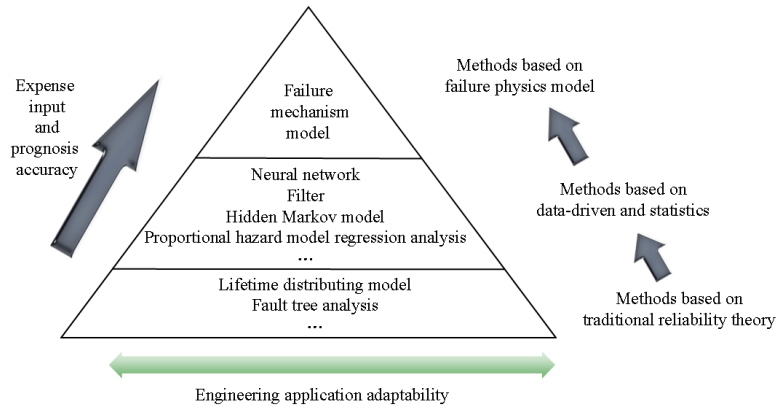 Expense
input
and
prognosis
accuracy
Failure
mechanism
model
Neural network
Filter
Hidden Markov model
Proportional hazard model regression analysis
...
Lifetime distributing model
Fault tree analysis
...
Methods based on
failure physics model
Methods based on
data-driven and statistics
Methods based on
traditional reliability theory
Engineering application adaptability